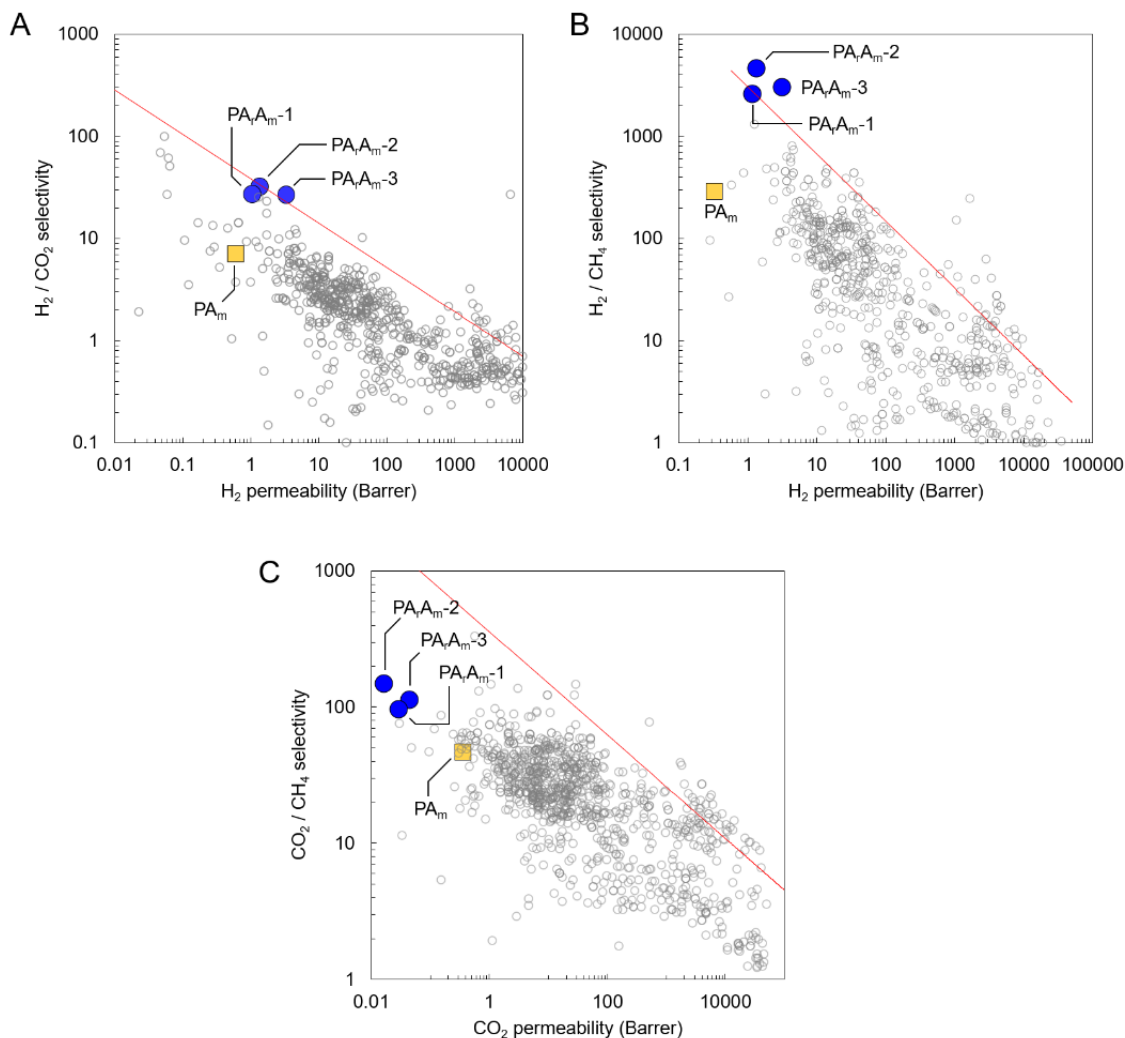 A
1000
100
10
1
0.1
0.01
0.1
1
10
100
1000
10000
H₂ / CO₂ selectivity
H₂ permeability (Barrer)
PAᵣAₘ-1
PAᵣAₘ-2
PAᵣAₘ-3
PAₘ
B
10000
1000
100
10
1
0.1
1
10
100
1000
10000
100000
H₂ / CH₄ selectivity
H₂ permeability (Barrer)
PAᵣAₘ-2
PAᵣAₘ-3
PAᵣAₘ-1
PAₘ
C
1000
100
10
1
0.01
1
100
10000
CO₂ / CH₄ selectivity
CO₂ permeability (Barrer)
PAᵣAₘ-2
PAᵣAₘ-3
PAᵣAₘ-1
PAₘ